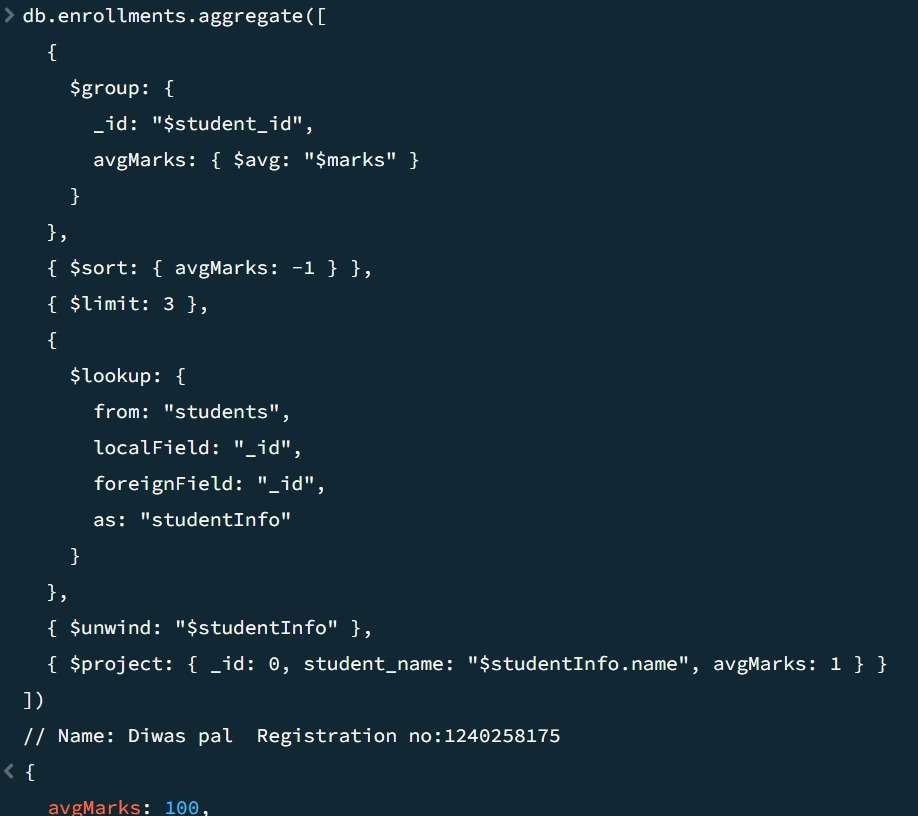 > db.enrollments.aggregate([
{
$group: {
_id: "$student_id",
avgMarks: { $avg: "$marks" }
}
},
{ $sort: { avgMarks: -1 } },
{ $limit: 3 },
{
$lookup: {
from: "students",
localField: "_id",
foreignField: "_id",
as: "studentInfo"
}
},
{ $unwind: "$studentInfo" },
{ $project: { _id: 0, student_name: "$studentInfo.name", avgMarks: 1 } }
])
// Name: Diwas pal  Registration no:1240258175
< {
avgMarks: 100,